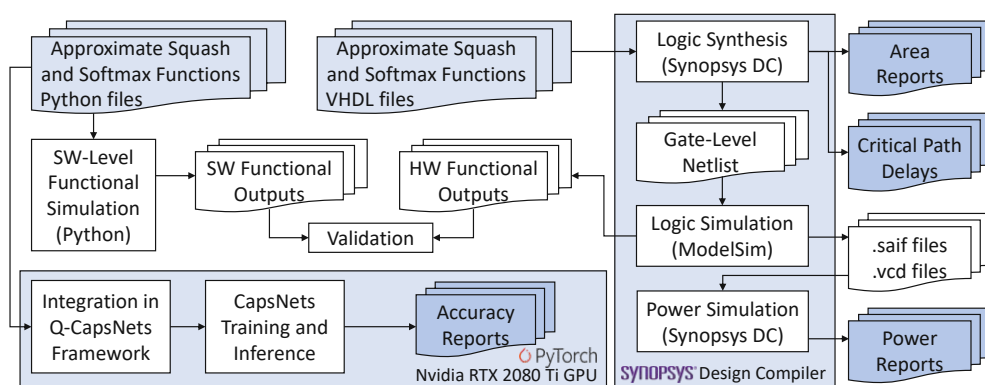 Approximate Squash
and Softmax Functions
Python files
Approximate Squash
and Softmax Functions
VHDL files
Logic Synthesis
(Synopsys DC)
Area
Reports
Gate-Level
Netlist
Critical Path
Delays
SW-Level
Functional
Simulation
(Python)
SW Functional
Outputs
HW Functional
Outputs
Validation
Logic Simulation
(ModelSim)
.saif files
.vcd files
Integration in
Q-CapsNets
Framework
CapsNets
Training and
Inference
Accuracy
Reports
PyTorch
Nvidia RTX 2080 Ti GPU
Power Simulation
(Synopsys DC)
Power
Reports
SYNOPSYS® Design Compiler